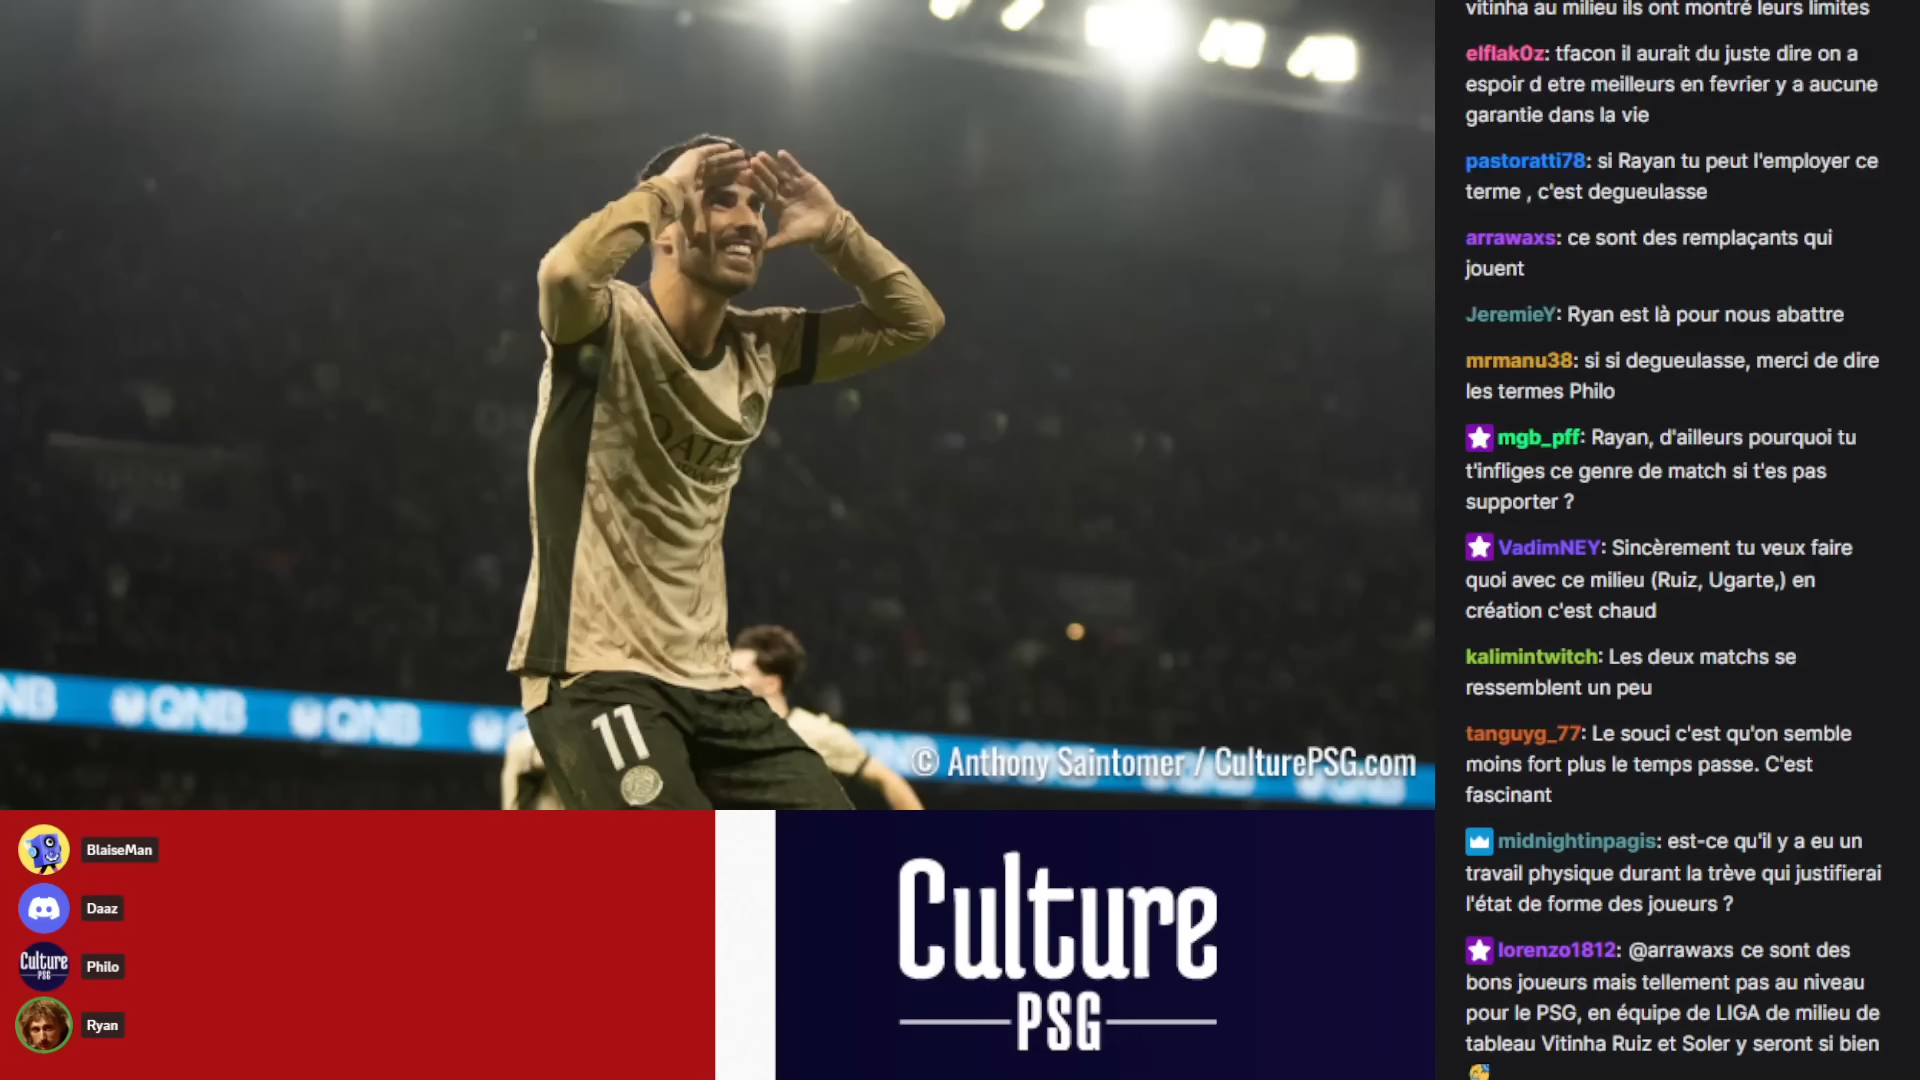 QATAR
11
NB
QNB
QNB
© Anthony Saintomer / CulturePSG.com
BlaiseMan
Daaz
Culture
PSG
Philo
Ryan
Culture
PSG
vitinha au milieu ils ont montré leurs limites
elflak0z: tfacon il aurait du juste dire on a
espoir d etre meilleurs en fevrier y a aucune
garantie dans la vie
pastoratti78: si Rayan tu peut l'employer ce
terme , c'est degueulasse
arrawaxs: ce sont des remplaçants qui
jouent
JeremieY: Ryan est là pour nous abattre
mrmanu38: si si degueulasse, merci de dire
les termes Philo
mgb_pff: Rayan, d'ailleurs pourquoi tu
t'infliges ce genre de match si t'es pas
supporter ?
VadimNEY: Sincèrement tu veux faire
quoi avec ce milieu (Ruiz, Ugarte,) en
création c'est chaud
kalimintwitch: Les deux matchs se
ressemblent un peu
tanguyg_77: Le souci c'est qu'on semble
moins fort plus le temps passe. C'est
fascinant
midnightinpagis: est-ce qu'il y a eu un
travail physique durant la trève qui justifierai
l'état de forme des joueurs ?
lorenzo1812: @arrawaxs ce sont des
bons joueurs mais tellement pas au niveau
pour le PSG, en équipe de LIGA de milieu de
tableau Vitinha Ruiz et Soler y seront si bien